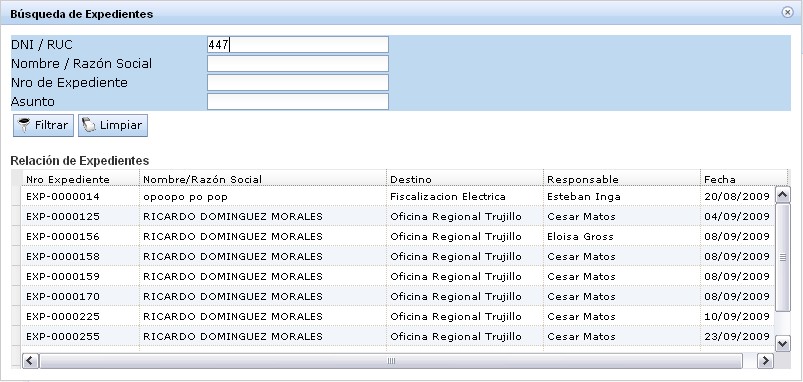 Búsqueda de Expedientes
DNI / RUC 447
Nombre / Razón Social
Nro de Expediente
Asunto
Filtrar Limpiar
Relación de Expedientes
Nro Expediente Nombre/Razón Social Destino Responsable Fecha
EXP-0000014 opoopo po pop Fiscalizacion Electrica Esteban Inga 20/08/2009
EXP-0000125 RICARDO DOMINGUEZ MORALES Oficina Regional Trujillo Cesar Matos 04/09/2009
EXP-0000156 RICARDO DOMINGUEZ MORALES Oficina Regional Trujillo Eloisa Gross 08/09/2009
EXP-0000158 RICARDO DOMINGUEZ MORALES Oficina Regional Trujillo Cesar Matos 08/09/2009
EXP-0000159 RICARDO DOMINGUEZ MORALES Oficina Regional Trujillo Cesar Matos 08/09/2009
EXP-0000170 RICARDO DOMINGUEZ MORALES Oficina Regional Trujillo Cesar Matos 08/09/2009
EXP-0000225 RICARDO DOMINGUEZ MORALES Oficina Regional Trujillo Cesar Matos 10/09/2009
EXP-0000255 RICARDO DOMINGUEZ MORALES Oficina Regional Trujillo Cesar Matos 23/09/2009